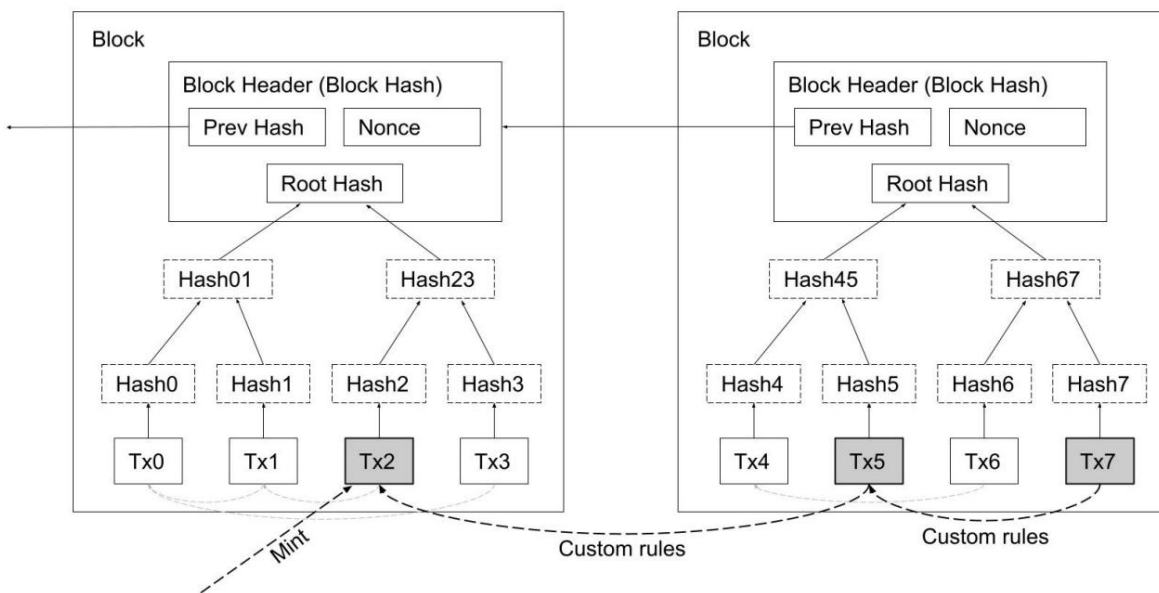 Block
Block Header (Block Hash)
Prev Hash
Nonce
Root Hash
Hash01
Hash23
Hash0
Hash1
Hash2
Hash3
Tx0
Tx1
Tx2
Tx3
Mint
Block
Block Header (Block Hash)
Prev Hash
Nonce
Root Hash
Hash45
Hash67
Hash4
Hash5
Hash6
Hash7
Tx4
Tx5
Tx6
Tx7
Custom rules
Custom rules